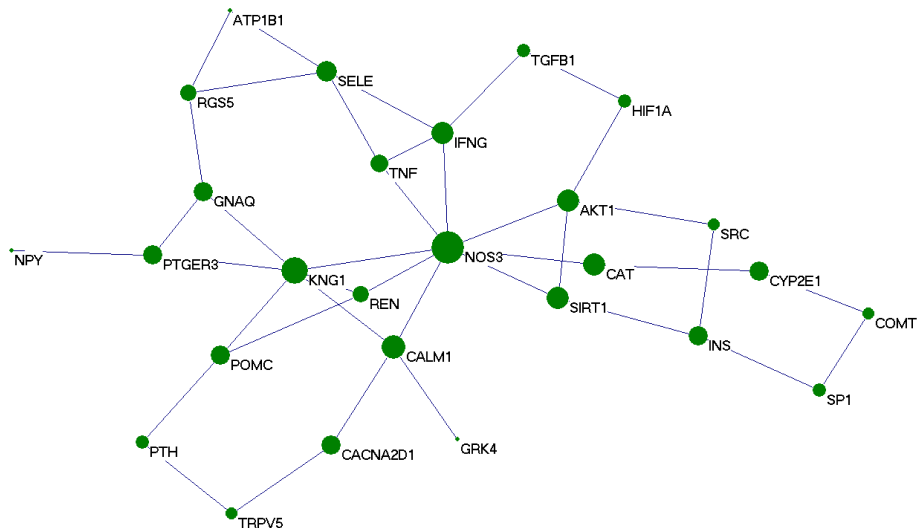 ATP1B1
TGFB1
SELE
RGS5
HIF1A
IFNG
TNF
GNAQ
AKT1
SRC
NPY
PTGER3
NOS3
KNG1
CAT
CYP2E1
REN
SIRT1
COMT
INS
POMC
CALM1
SP1
PTH
CACNA2D1
GRK4
TRPV5